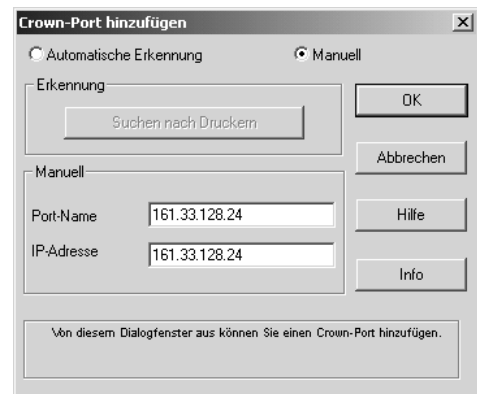 Crown-Port hinzufügen
Automatische Erkennung
Manuell
Erkennung
Suchen nach Druckern
OK
Abbrechen
Manuell
Port-Name
161.33.128.24
Hilfe
IP-Adresse
161.33.128.24
Info
Von diesem Dialogfenster aus können Sie einen Crown-Port hinzufügen.